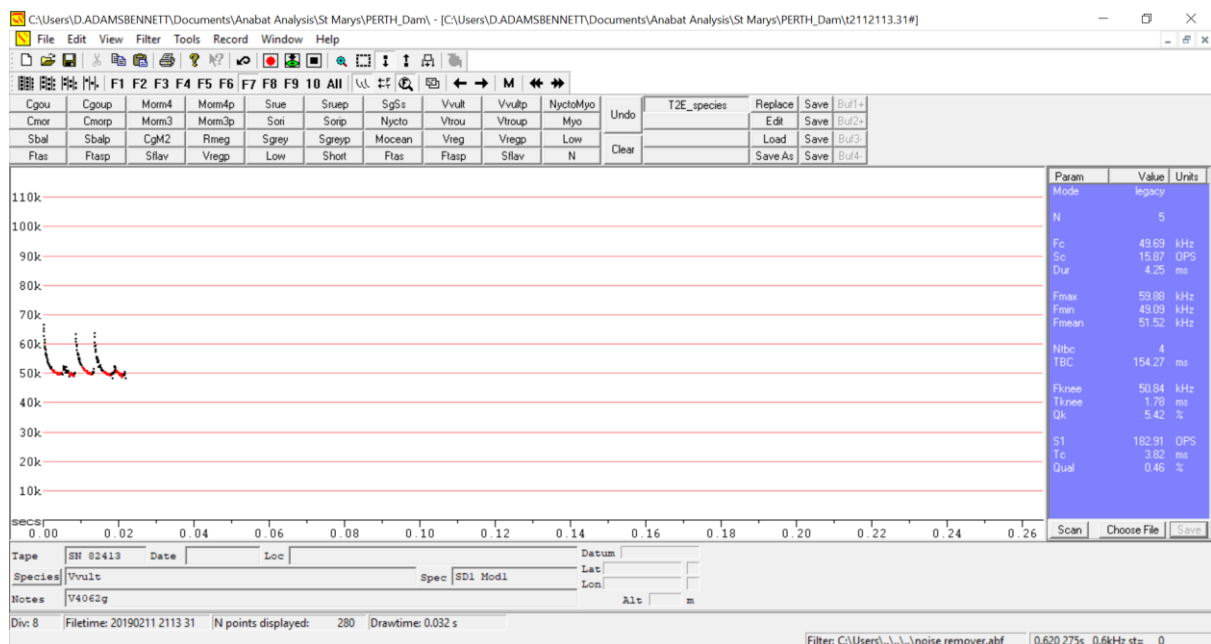 C:\Users\D.ADAMSBENNETT\Documents\Anabat Analysis\St Marys\PERTH_Dam\ - [C:\Users\D.ADAMSBENNETT\Documents\Anabat Analysis\St Marys\PERTH_Dam\t2112113.31#]
File Edit View Filter Tools Record Window Help
F1 F2 F3 F4 F5 F6 F7 F8 F9 10 All M
Cgou Cgoup Morm4 Morm4p Srue Sruep SgSs Vvult Vvultp NyctoMyo Undo T2E_species Replace Save Buf1+
Cmor Cmorp Morm3 Morm3p Sori Sorip Nycto Vtrou Vtroup Myo Edit Save Buf2+
Sbal Sbalp CgM2 Rmeg Sgrey Sgreyp Mocean Vreg Vregp Low Clear Load Save Buf3-
Ftas Ftasp Sflav Vregp Low Short Ftas Ftasp Sflav N Save As Save Buf4-
Param Value Units
Mode legacy
N 5
Fc 49.69 kHz
Sc 15.87 OPS
Dur 4.25 ms
Fmax 59.88 kHz
Fmin 49.09 kHz
Fmean 51.52 kHz
Ntbc 4
TBC 154.27 ms
Fknee 50.84 kHz
Tknee 1.78 ms
Qk 5.42 %
S1 182.91 OPS
Tc 3.82 ms
Qual 0.46 %
110k
100k
90k
80k
70k
60k
50k
40k
30k
20k
10k
secs
0.00 0.02 0.04 0.06 0.08 0.10 0.12 0.14 0.16 0.18 0.20 0.22 0.24 0.26
Scan Choose File Save
Tape SN 82413 Date Loc Datum
Species Vvult Spec SD1 Mod1 Lat
Lon
Notes V4062g Alt m
Div: 8 Filetime: 20190211 2113 31 N points displayed: 280 Drawtime: 0.032 s
Filter: C:\Users\..\..\..\noise remover.abf 0.620 275s 0.6kHz st= 0